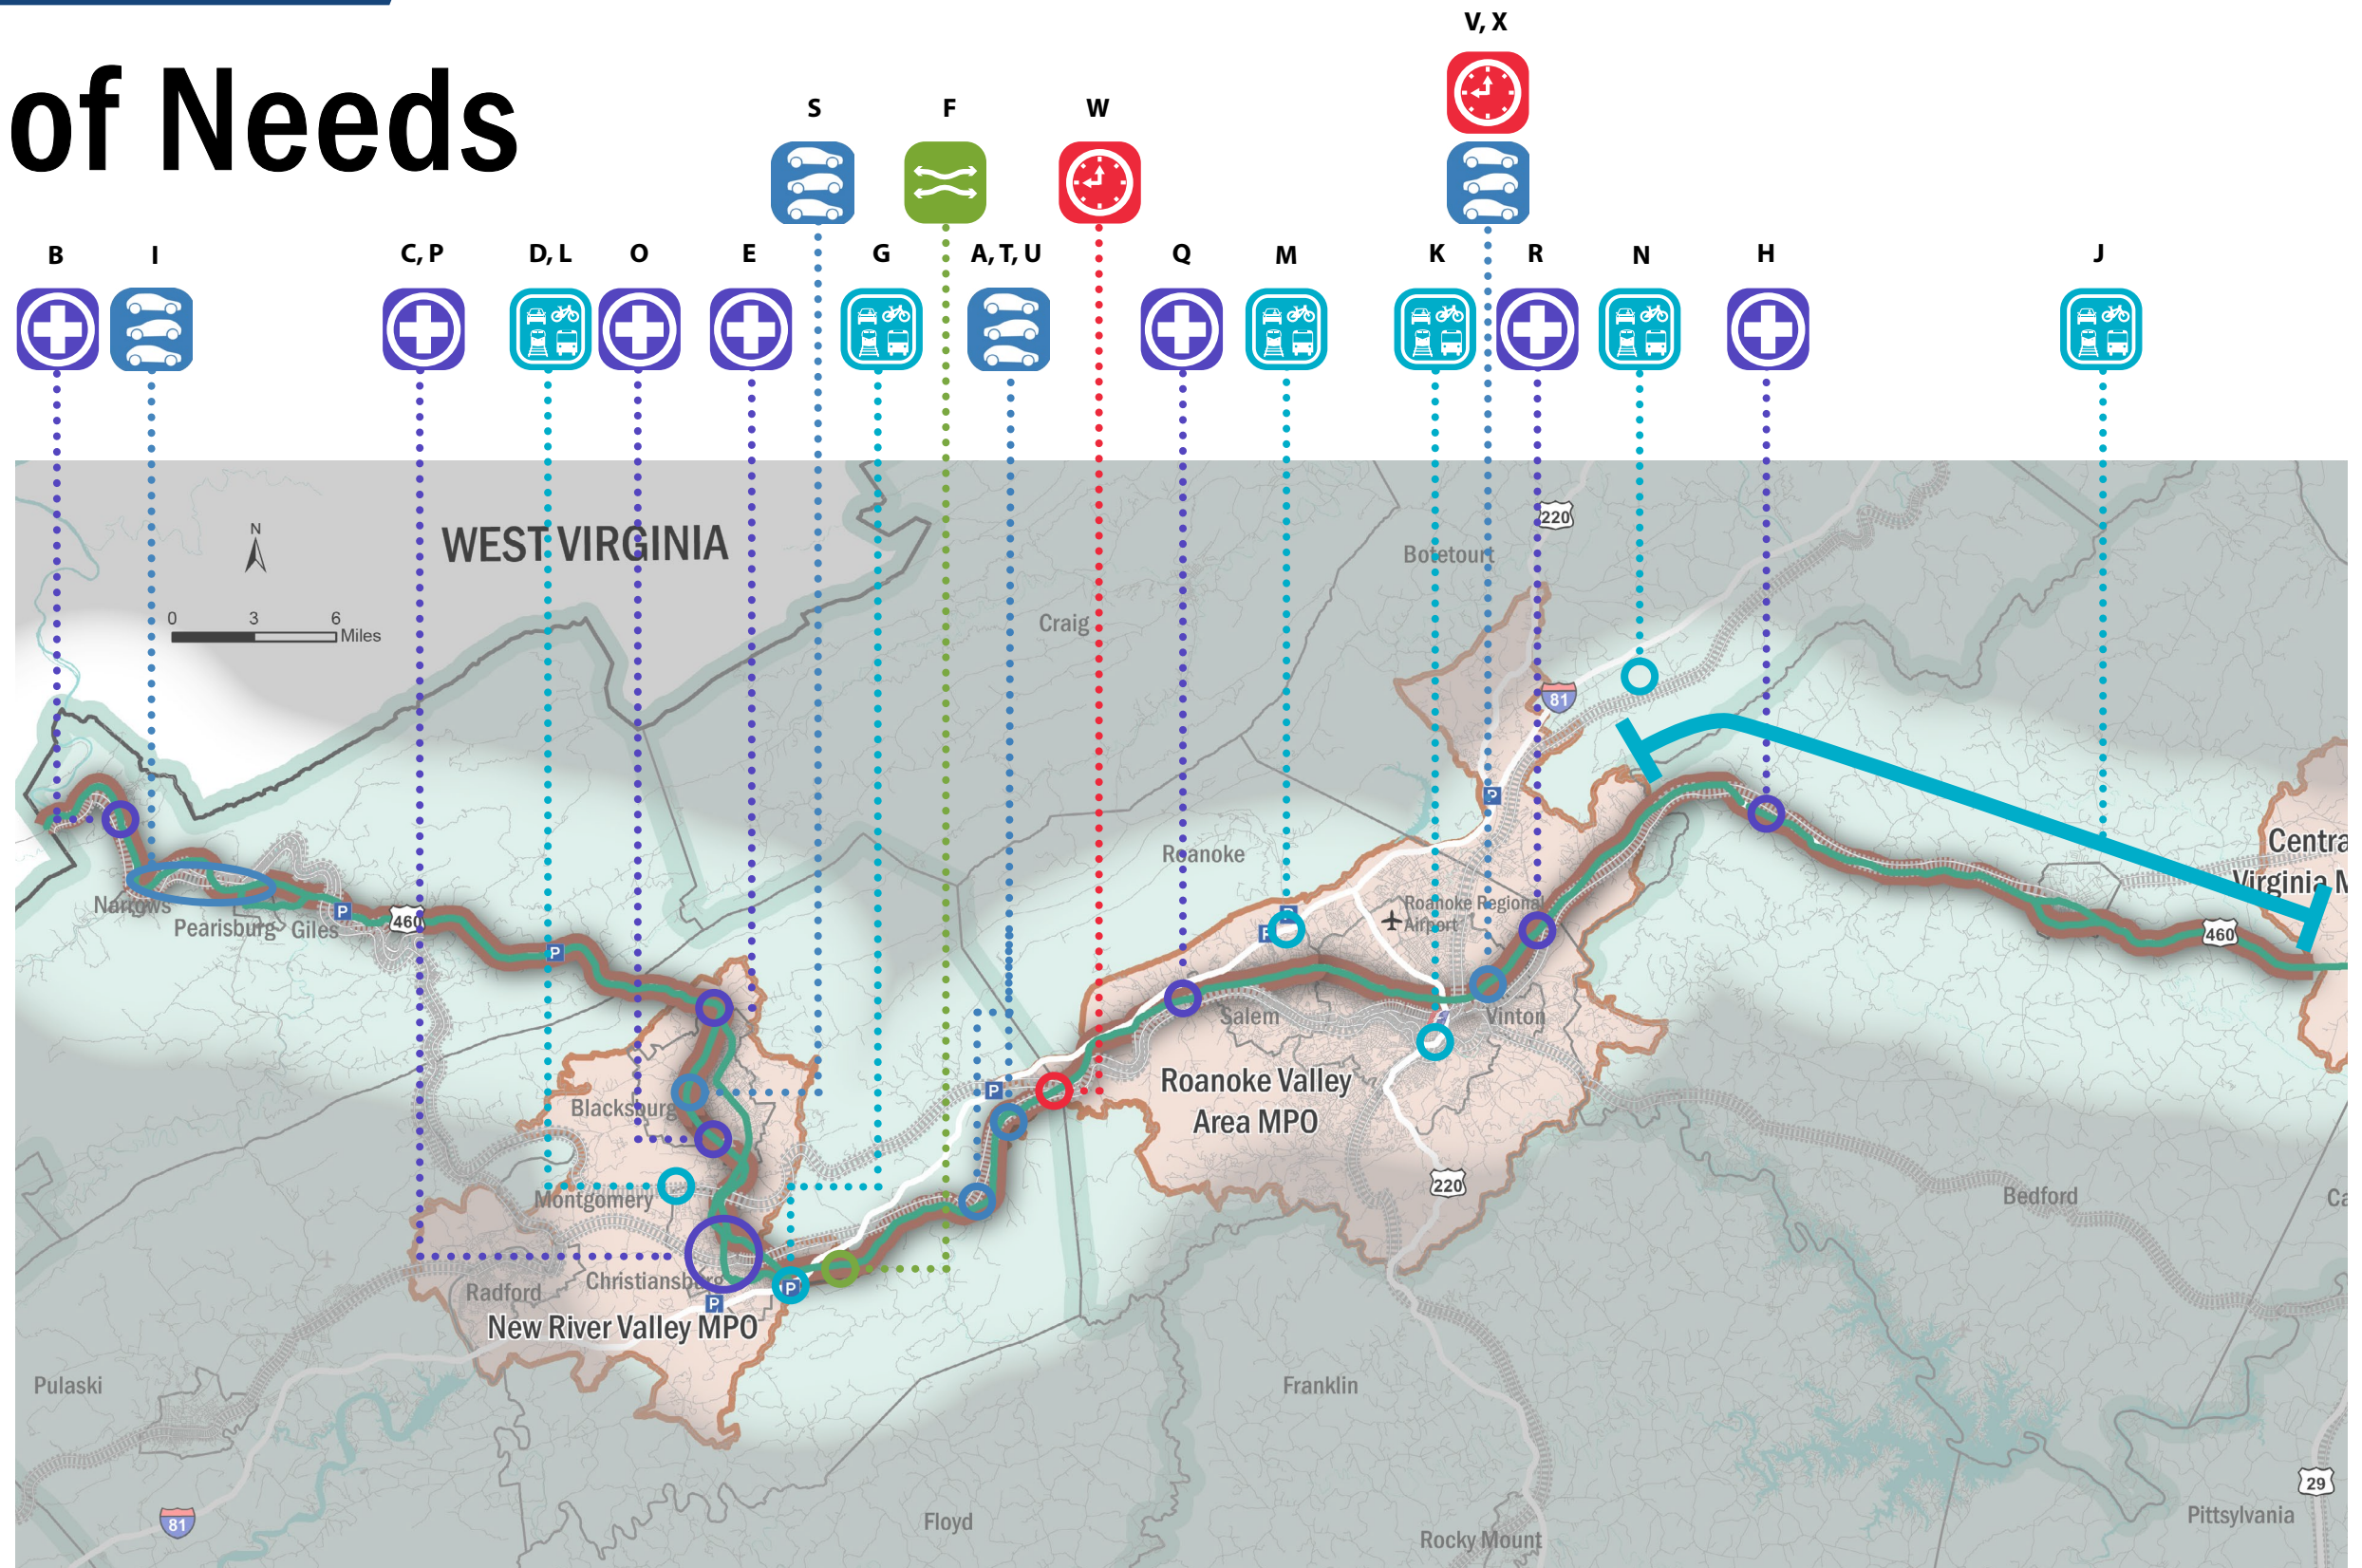 of Needs
V, X
S
F
W
B
I
C, P
D, L
O
E
G
A, T, U
Q
M
K
R
N
H
J
WEST VIRGINIA
N
0 3 6
Miles
220
Botetourt
Craig
81
Roanoke
Centra
Virginia M
Narrows
Pearisburg
Giles
460
Roanoke Regional
Airport
460
Salem
Vinton
Blacksburg
Roanoke Valley
Area MPO
Montgomery
220
Bedford
Ca
Radford
Christiansburg
New River Valley MPO
Pulaski
Franklin
29
81
Floyd
Rocky Mount
Pittsylvania
P
P
P
P
P
P
P
P